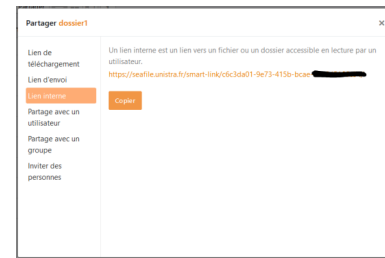 Partager dossier1
×
Lien de
téléchargement
Lien d'envoi
Lien interne
Partage avec un
utilisateur
Partage avec un
groupe
Inviter des
personnes
Un lien interne est un lien vers un fichier ou un dossier accessible en lecture par un
utilisateur.
https://seafile.unistra.fr/smart-link/c6c3da01-9e73-415b-bcae-
Copier